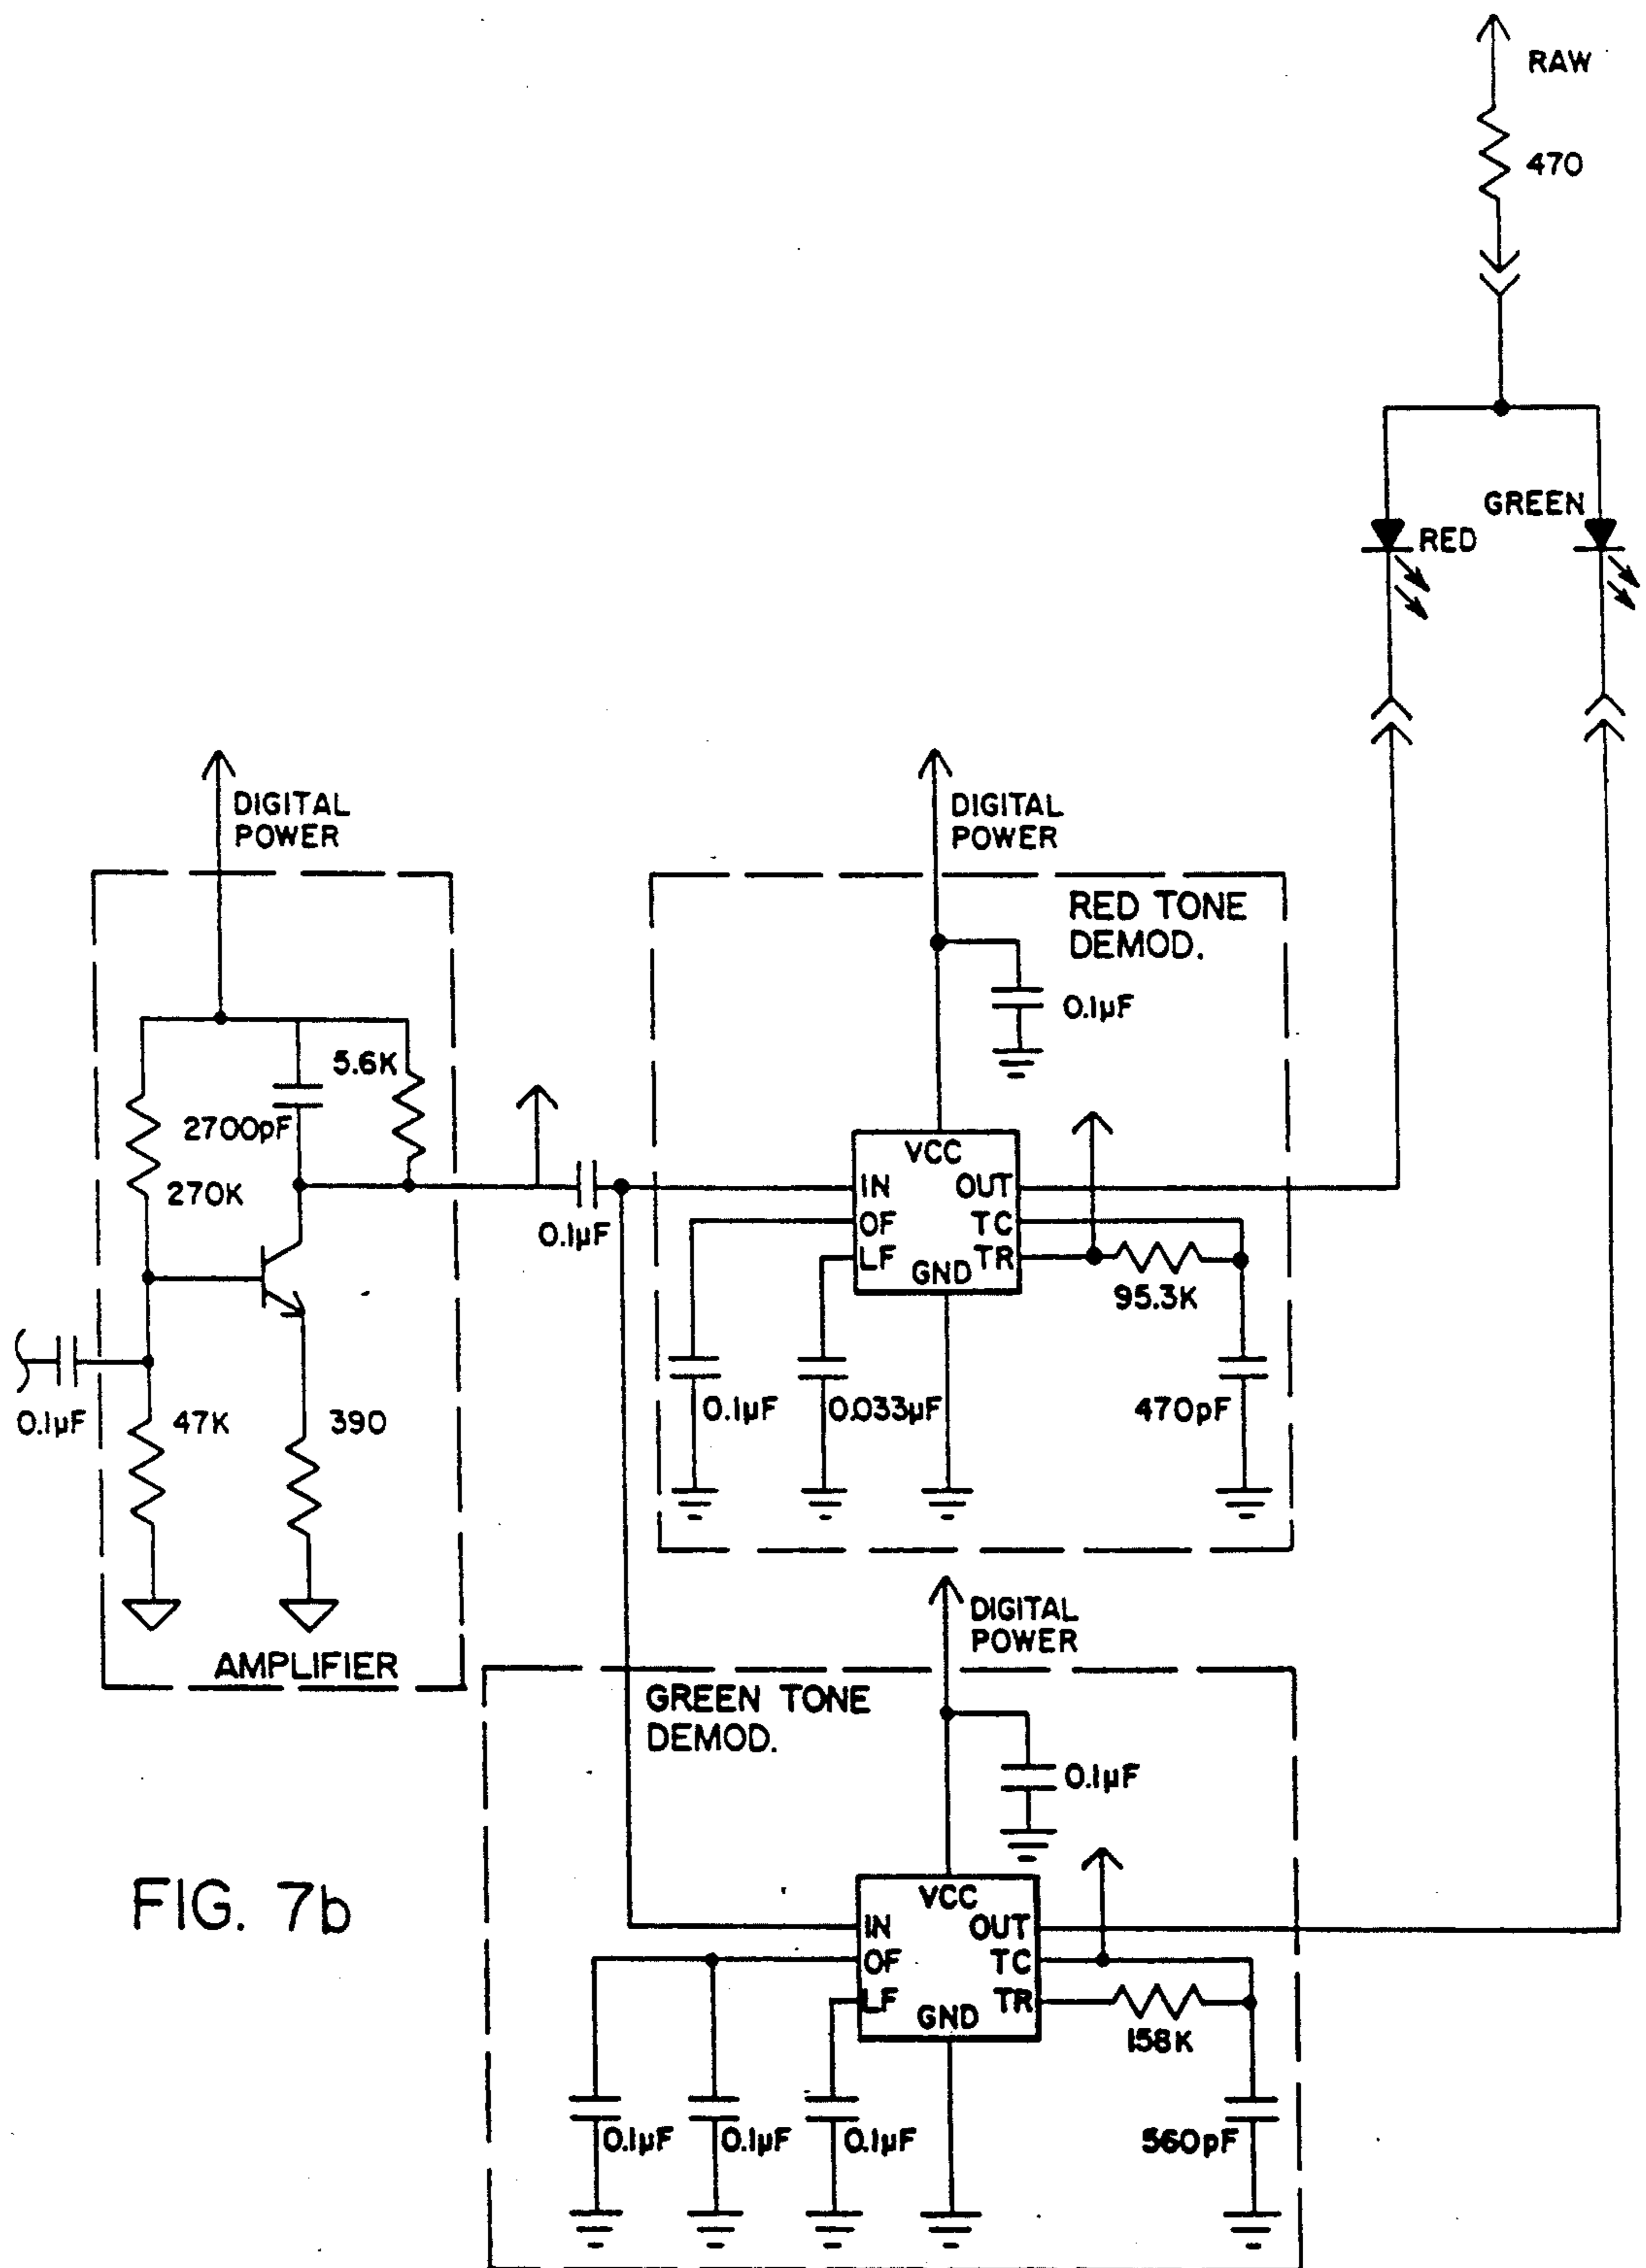 RAW
470
GREEN
RED
DIGITAL
POWER
DIGITAL
POWER
RED TONE
DEMOD.
0.1µF
5.6K
2700pF
270K
VCC
IN
OUT
OF
TC
LF
GND
TR
0.1µF
95.3K
0.1µF
47K
390
0.1µF
0.033µF
470pF
DIGITAL
POWER
AMPLIFIER
GREEN TONE
DEMOD.
0.1µF
FIG. 7b
VCC
IN
OUT
OF
TC
LF
GND
TR
158K
0.1µF
0.1µF
0.1µF
560pF